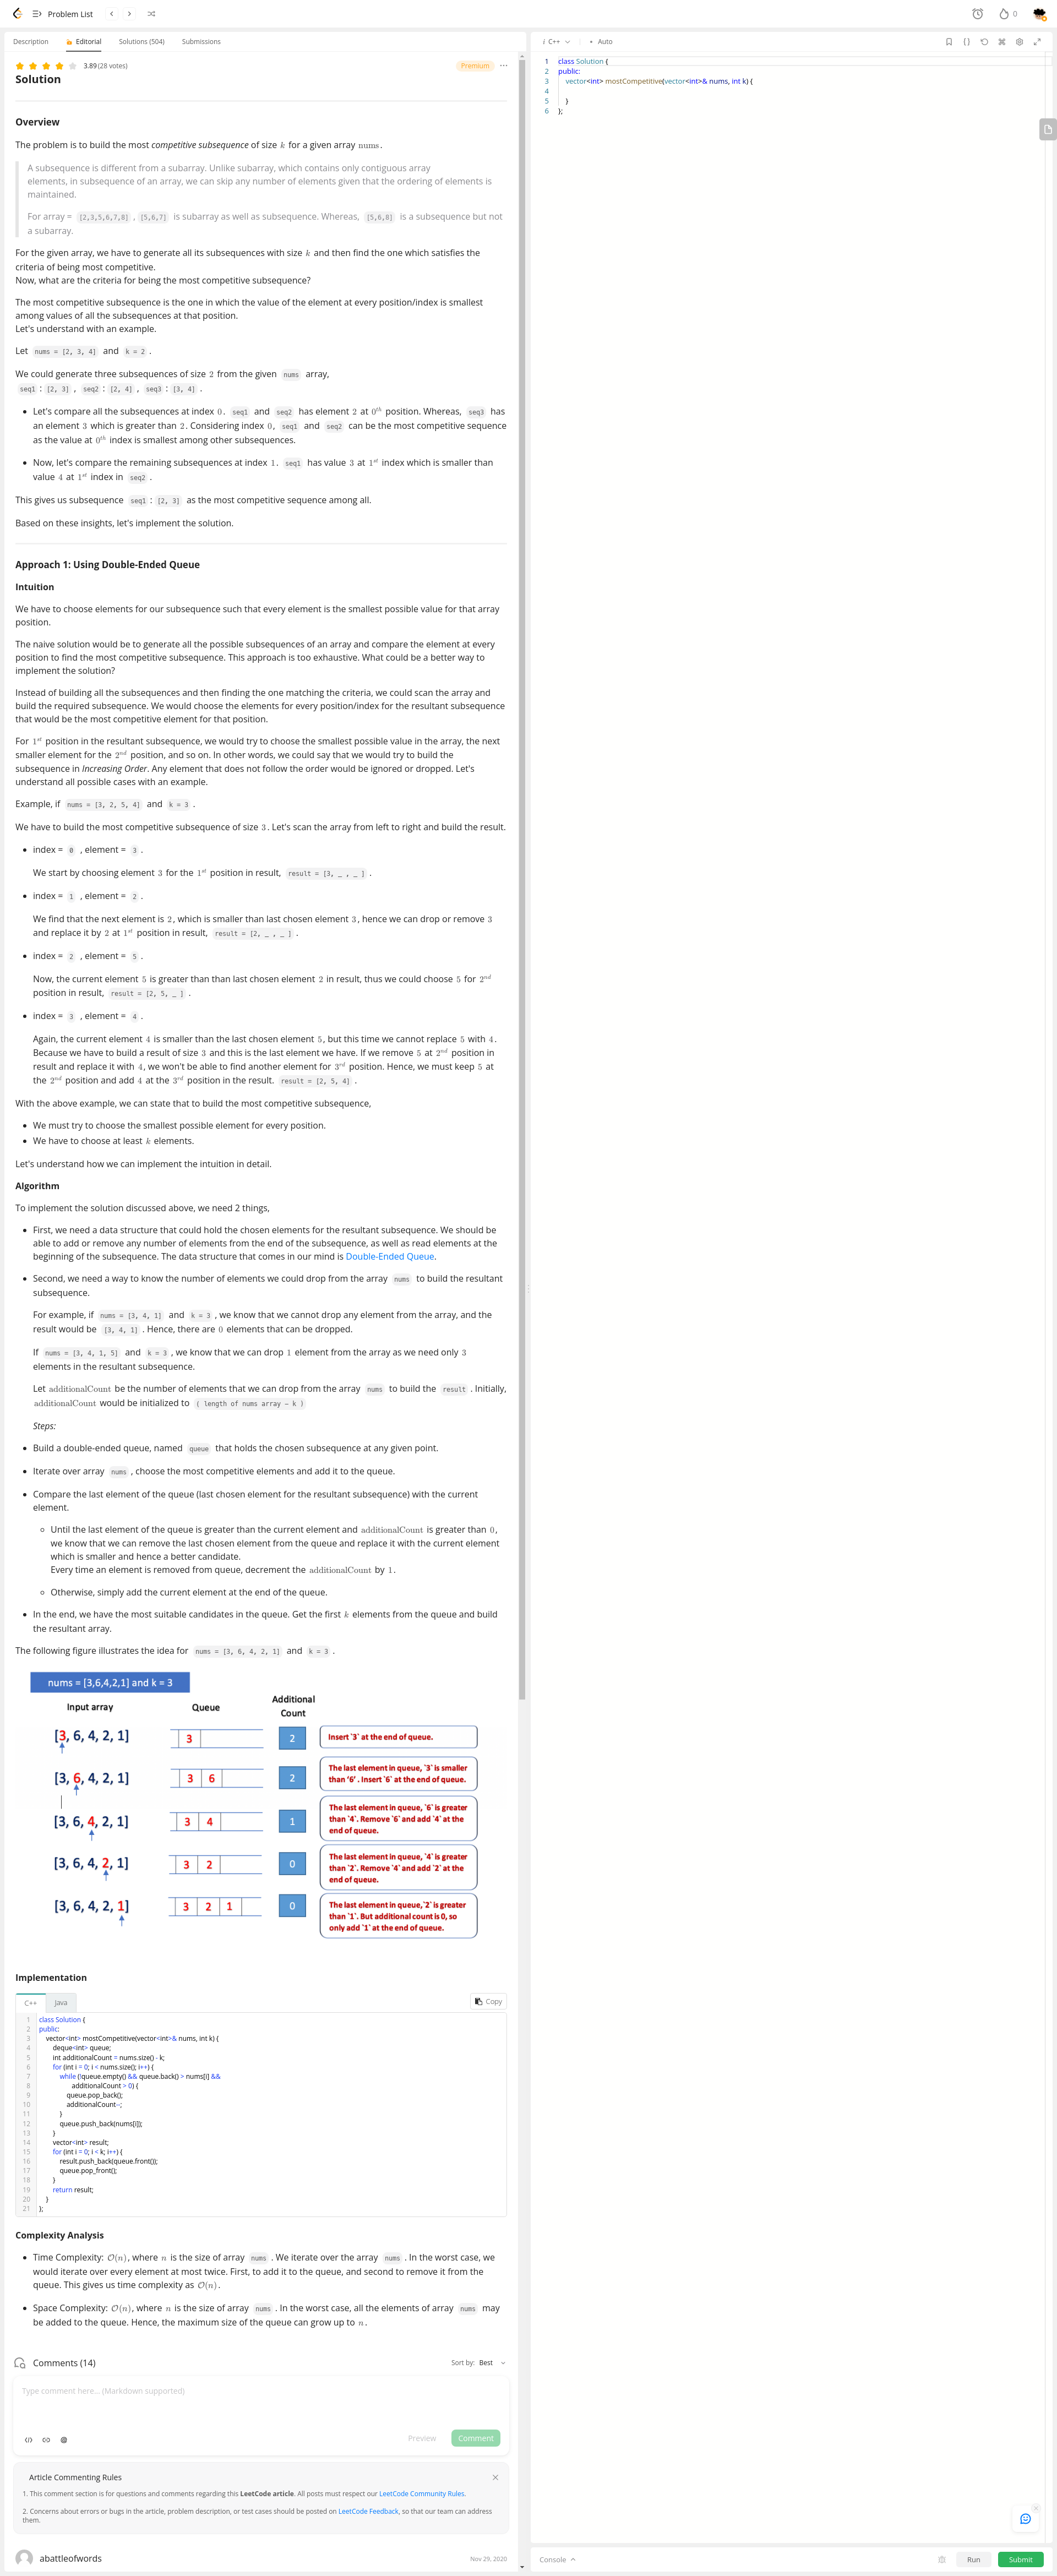 Problem List
0
Description
Editorial
Solutions (504)
Submissions
3.89 (28 votes)
Premium
Solution
Overview
The problem is to build the most competitive subsequence of size k for a given array nums.
A subsequence is different from a subarray. Unlike subarray, which contains only contiguous array
elements, in subsequence of an array, we can skip any number of elements given that the ordering of elements is
maintained.
For array = [2,3,5,6,7,8] , [5,6,7] is subarray as well as subsequence. Whereas, [5,6,8] is a subsequence but not
a subarray.
For the given array, we have to generate all its subsequences with size k and then find the one which satisfies the
criteria of being most competitive.
Now, what are the criteria for being the most competitive subsequence?
The most competitive subsequence is the one in which the value of the element at every position/index is smallest
among values of all the subsequences at that position.
Let's understand with an example.
Let nums = [2, 3, 4] and k = 2 .
We could generate three subsequences of size 2 from the given nums array,
seq1 : [2, 3] , seq2 : [2, 4] , seq3 : [3, 4] .
• Let's compare all the subsequences at index 0. seq1 and seq2 has element 2 at 0th position. Whereas, seq3 has
an element 3 which is greater than 2. Considering index 0, seq1 and seq2 can be the most competitive sequence
as the value at 0th index is smallest among other subsequences.
• Now, let's compare the remaining subsequences at index 1. seq1 has value 3 at 1st index which is smaller than
value 4 at 1st index in seq2 .
This gives us subsequence seq1 : [2, 3] as the most competitive sequence among all.
Based on these insights, let's implement the solution.
Approach 1: Using Double-Ended Queue
Intuition
We have to choose elements for our subsequence such that every element is the smallest possible value for that array
position.
The naive solution would be to generate all the possible subsequences of an array and compare the element at every
position to find the most competitive subsequence. This approach is too exhaustive. What could be a better way to
implement the solution?
Instead of building all the subsequences and then finding the one matching the criteria, we could scan the array and
build the required subsequence. We would choose the elements for every position/index for the resultant subsequence
that would be the most competitive element for that position.
For 1st position in the resultant subsequence, we would try to choose the smallest possible value in the array, the next
smaller element for the 2nd position, and so on. In other words, we could say that we would try to build the
subsequence in Increasing Order. Any element that does not follow the order would be ignored or dropped. Let's
understand all possible cases with an example.
Example, if nums = [3, 2, 5, 4] and k = 3 .
We have to build the most competitive subsequence of size 3. Let's scan the array from left to right and build the result.
• index = 0 , element = 3 .
We start by choosing element 3 for the 1st position in result, result = [3, _ , _ ] .
• index = 1 , element = 2 .
We find that the next element is 2, which is smaller than last chosen element 3, hence we can drop or remove 3
and replace it by 2 at 1st position in result, result = [2, _ , _ ] .
• index = 2 , element = 5 .
Now, the current element 5 is greater than than last chosen element 2 in result, thus we could choose 5 for 2nd
position in result, result = [2, 5, _ ] .
• index = 3 , element = 4 .
Again, the current element 4 is smaller than the last chosen element 5, but this time we cannot replace 5 with 4.
Because we have to build a result of size 3 and this is the last element we have. If we remove 5 at 2nd position in
result and replace it with 4, we won't be able to find another element for 3rd position. Hence, we must keep 5 at
the 2nd position and add 4 at the 3rd position in the result. result = [2, 5, 4] .
With the above example, we can state that to build the most competitive subsequence,
• We must try to choose the smallest possible element for every position.
• We have to choose at least k elements.
Let's understand how we can implement the intuition in detail.
Algorithm
To implement the solution discussed above, we need 2 things,
• First, we need a data structure that could hold the chosen elements for the resultant subsequence. We should be
able to add or remove any number of elements from the end of the subsequence, as well as read elements at the
beginning of the subsequence. The data structure that comes in our mind is Double-Ended Queue.
• Second, we need a way to know the number of elements we could drop from the array nums to build the resultant
subsequence.
For example, if nums = [3, 4, 1] and k = 3 , we know that we cannot drop any element from the array, and the
result would be [3, 4, 1] . Hence, there are 0 elements that can be dropped.
If nums = [3, 4, 1, 5] and k = 3 , we know that we can drop 1 element from the array as we need only 3
elements in the resultant subsequence.
Let additionalCount be the number of elements that we can drop from the array nums to build the result . Initially,
additionalCount would be initialized to ( length of nums array – k )
Steps:
• Build a double-ended queue, named queue that holds the chosen subsequence at any given point.
• Iterate over array nums , choose the most competitive elements and add it to the queue.
• Compare the last element of the queue (last chosen element for the resultant subsequence) with the current
element.
Until the last element of the queue is greater than the current element and additionalCount is greater than 0,
we know that we can remove the last chosen element from the queue and replace it with the current element
which is smaller and hence a better candidate.
Every time an element is removed from queue, decrement the additionalCount by 1.
Otherwise, simply add the current element at the end of the queue.
• In the end, we have the most suitable candidates in the queue. Get the first k elements from the queue and build
the resultant array.
The following figure illustrates the idea for nums = [3, 6, 4, 2, 1] and k = 3 .
nums = [3,6,4,2,1] and k = 3
Input array Queue Additional
Count
[3, 6, 4, 2, 1] 3 2 Insert `3` at the end of queue.
[3, 6, 4, 2, 1] 3 6 2 The last element in queue, `3` is smaller
than '6' . Insert `6` at the end of queue.
[3, 6, 4, 2, 1] 3 4 1 The last element in queue, `6` is greater
than `4`. Remove `6` and add `4` at the
end of queue.
[3, 6, 4, 2, 1] 3 2 0 The last element in queue, `4` is greater
than `2`. Remove `4` and add `2` at the
end of queue.
[3, 6, 4, 2, 1] 3 2 1 0 The last element in queue,`2` is greater
than `1`. But additional count is 0, so
only add `1` at the end of queue.
Implementation
C++
Java
Copy
1 class Solution {
2 public:
3 vector<int> mostCompetitive(vector<int>& nums, int k) {
4 deque<int> queue;
5 int additionalCount = nums.size() - k;
6 for (int i = 0; i < nums.size(); i++) {
7 while (!queue.empty() && queue.back() > nums[i] &&
8 additionalCount > 0) {
9 queue.pop_back();
10 additionalCount--;
11 }
12 queue.push_back(nums[i]);
13 }
14 vector<int> result;
15 for (int i = 0; i < k; i++) {
16 result.push_back(queue.front());
17 queue.pop_front();
18 }
19 return result;
20 }
21 };
Complexity Analysis
• Time Complexity: O(n), where n is the size of array nums . We iterate over the array nums . In the worst case, we
would iterate over every element at most twice. First, to add it to the queue, and second to remove it from the
queue. This gives us time complexity as O(n).
• Space Complexity: O(n), where n is the size of array nums . In the worst case, all the elements of array nums may
be added to the queue. Hence, the maximum size of the queue can grow up to n.
Comments (14)
Sort by: Best
Type comment here... (Markdown supported)
Preview
Comment
Article Commenting Rules
1. This comment section is for questions and comments regarding this LeetCode article. All posts must respect our LeetCode Community Rules.
2. Concerns about errors or bugs in the article, problem description, or test cases should be posted on LeetCode Feedback, so that our team can address
them.
abattleofwords
Nov 29, 2020
i C++
• Auto
1 class Solution {
2 public:
3 vector<int> mostCompetitive(vector<int>& nums, int k) {
4
5 }
6 };
Console
Run
Submit